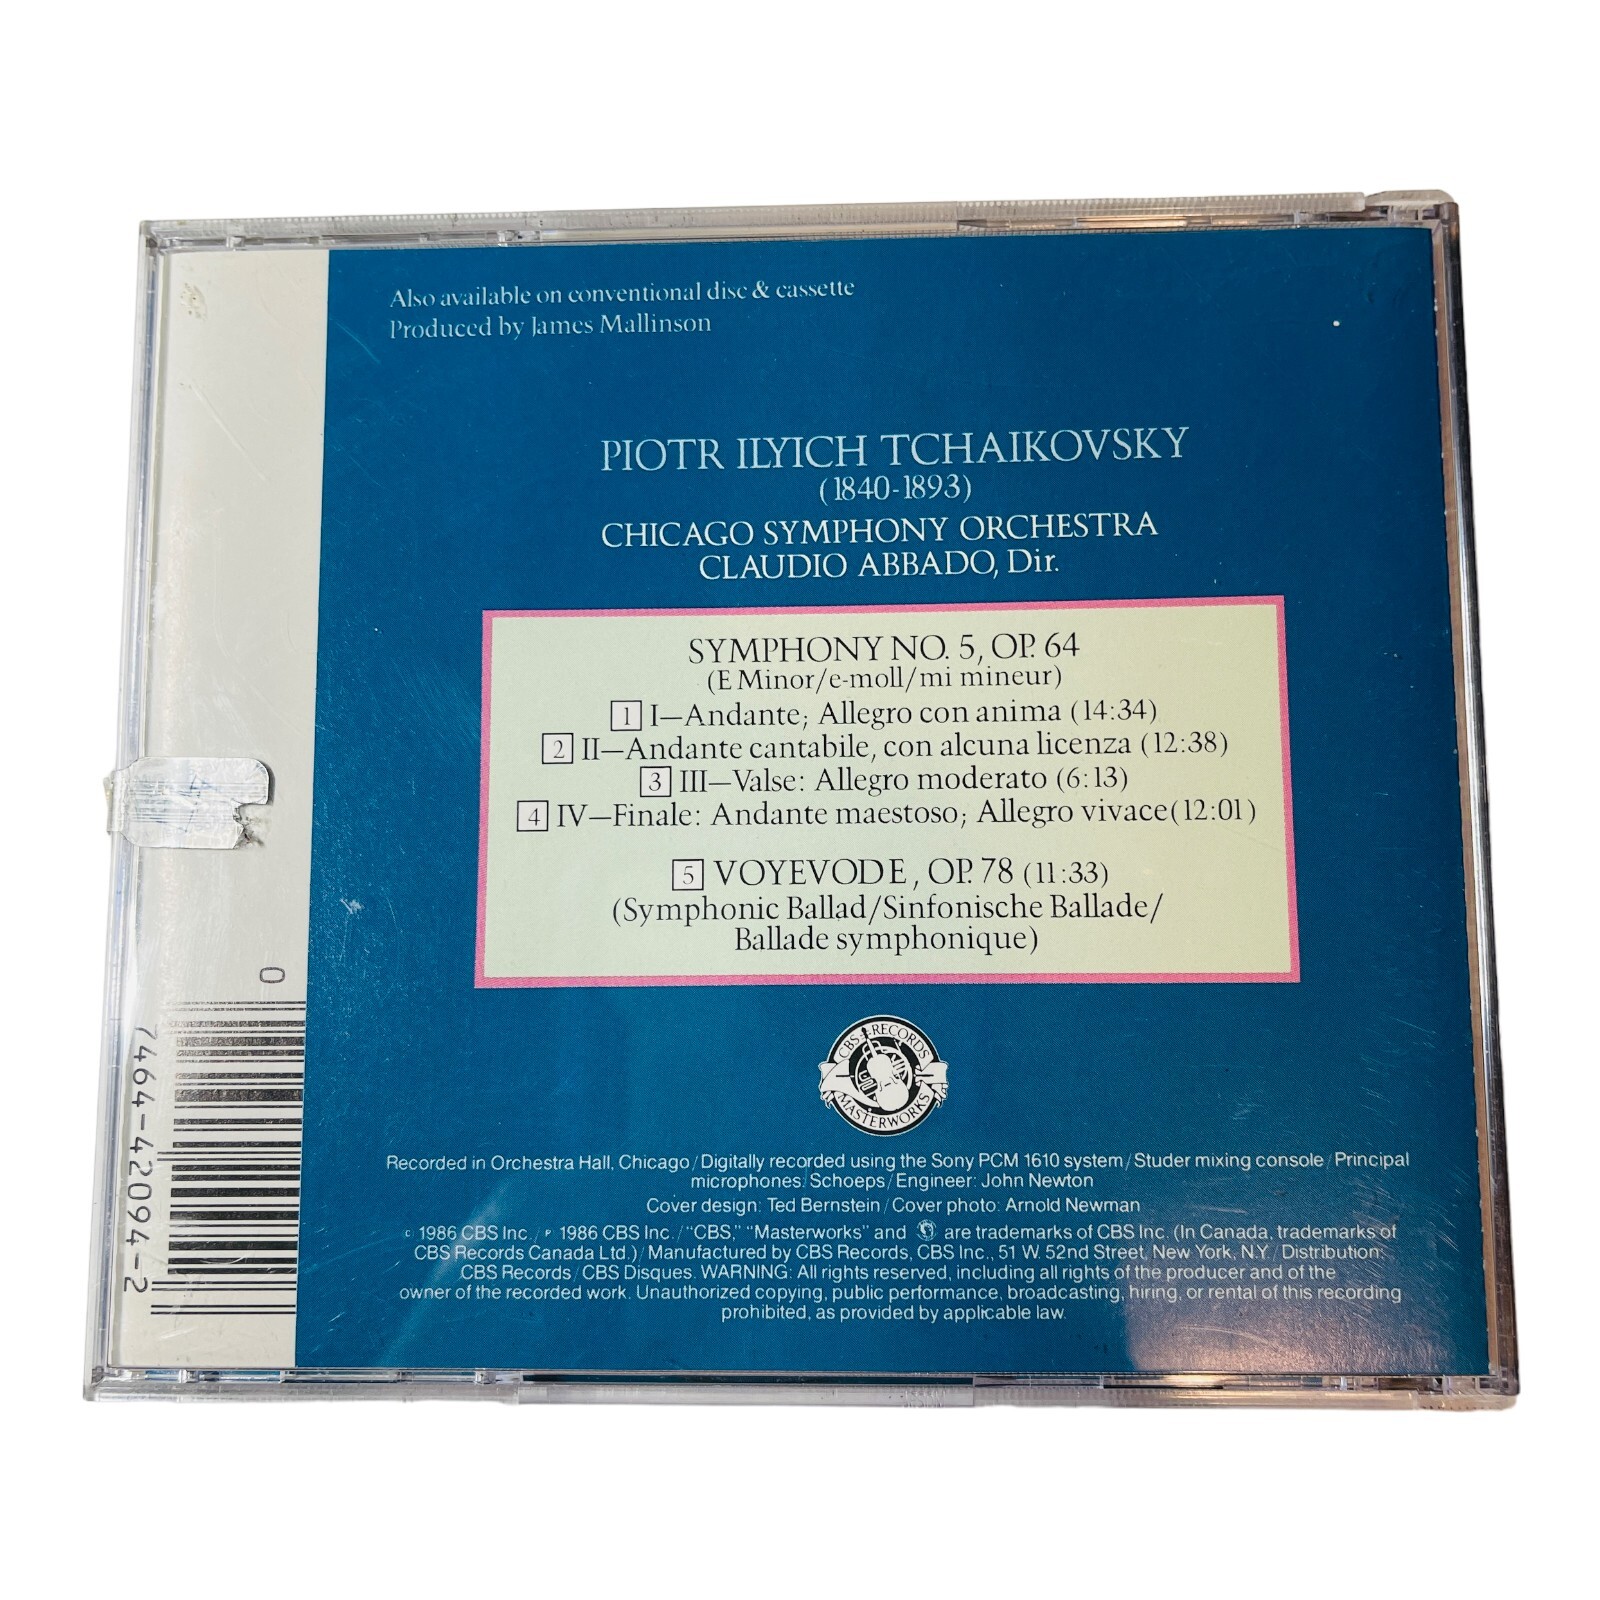 Also available on conventional disc & cassette
Produced by James Mallinson
PIOTR ILYICH TCHAIKOVSKY
(1840-1893)
CHICAGO SYMPHONY ORCHESTRA
CLAUDIO ABBADO, Dir.
SYMPHONY NO. 5, OP. 64
(E Minor/e-moll/mi mineur)
1 I—Andante; Allegro con anima (14:34)
2 II—Andante cantabile, con alcuna licenza (12:38)
3 III—Valse: Allegro moderato (6:13)
4 IV—Finale: Andante maestoso; Allegro vivace(12:01)
5 VOYEVODE, OP. 78 (11:33)
(Symphonic Ballad/Sinfonische Ballade/
Ballade symphonique)
CBS RECORDS
MASTERWORKS
Recorded in Orchestra Hall, Chicago/Digitally recorded using the Sony PCM 1610 system/Studer mixing console/Principal
microphones: Schoeps/Engineer: John Newton
Cover design: Ted Bernstein/Cover photo: Arnold Newman
© 1986 CBS Inc./℗ 1986 CBS Inc./"CBS," "Masterworks" and are trademarks of CBS Inc. (In Canada, trademarks of
CBS Records Canada Ltd.)/Manufactured by CBS Records, CBS Inc., 51 W. 52nd Street, New York, N.Y./Distribution:
CBS Records/CBS Disques. WARNING: All rights reserved, including all rights of the producer and of the
owner of the recorded work. Unauthorized copying, public performance, broadcasting, hiring, or rental of this recording
prohibited, as provided by applicable law.
0
7464-42094-2